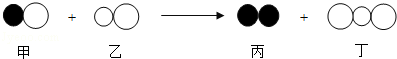 + +
甲 乙 丙 丁